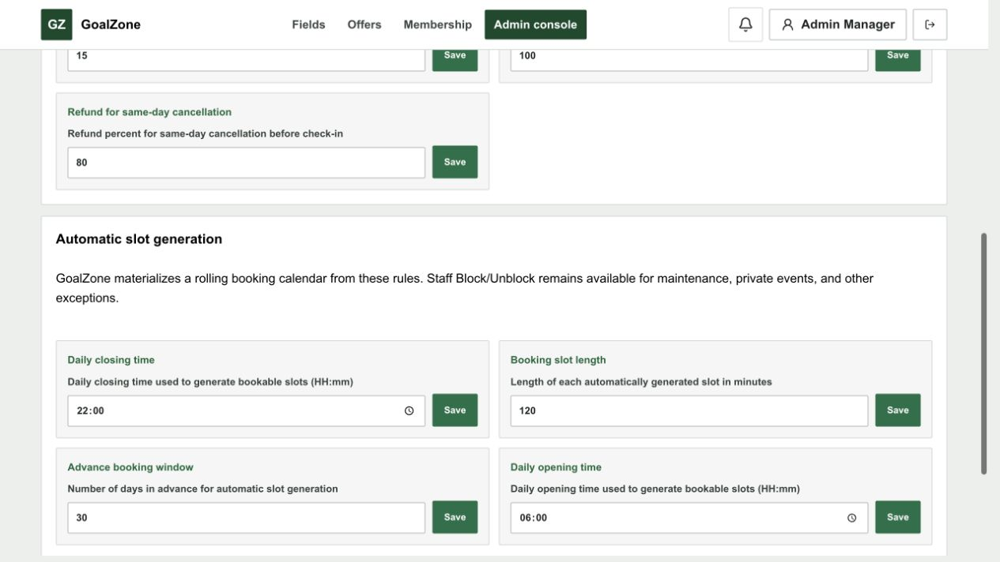 GZ GoalZone Fields Offers Membership Admin console Admin Manager
15 Save 100 Save
Refund for same-day cancellation
Refund percent for same-day cancellation before check-in
80 Save
Automatic slot generation
GoalZone materializes a rolling booking calendar from these rules. Staff Block/Unblock remains available for maintenance, private events, and other
exceptions.
Daily closing time Booking slot length
Daily closing time used to generate bookable slots (HH:mm) Length of each automatically generated slot in minutes
22:00 Save 120 Save
Advance booking window Daily opening time
Number of days in advance for automatic slot generation Daily opening time used to generate bookable slots (HH:mm)
30 Save 06:00 Save